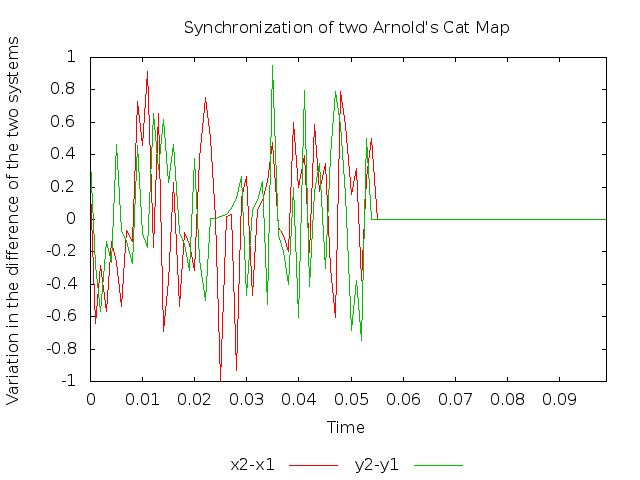 Synchronization of two Arnold's Cat Map
Variation in the difference of the two systems
1
0.8
0.6
0.4
0.2
0
-0.2
-0.4
-0.6
-0.8
-1
0 0.01 0.02 0.03 0.04 0.05 0.06 0.07 0.08 0.09
Time
x2-x1 y2-y1